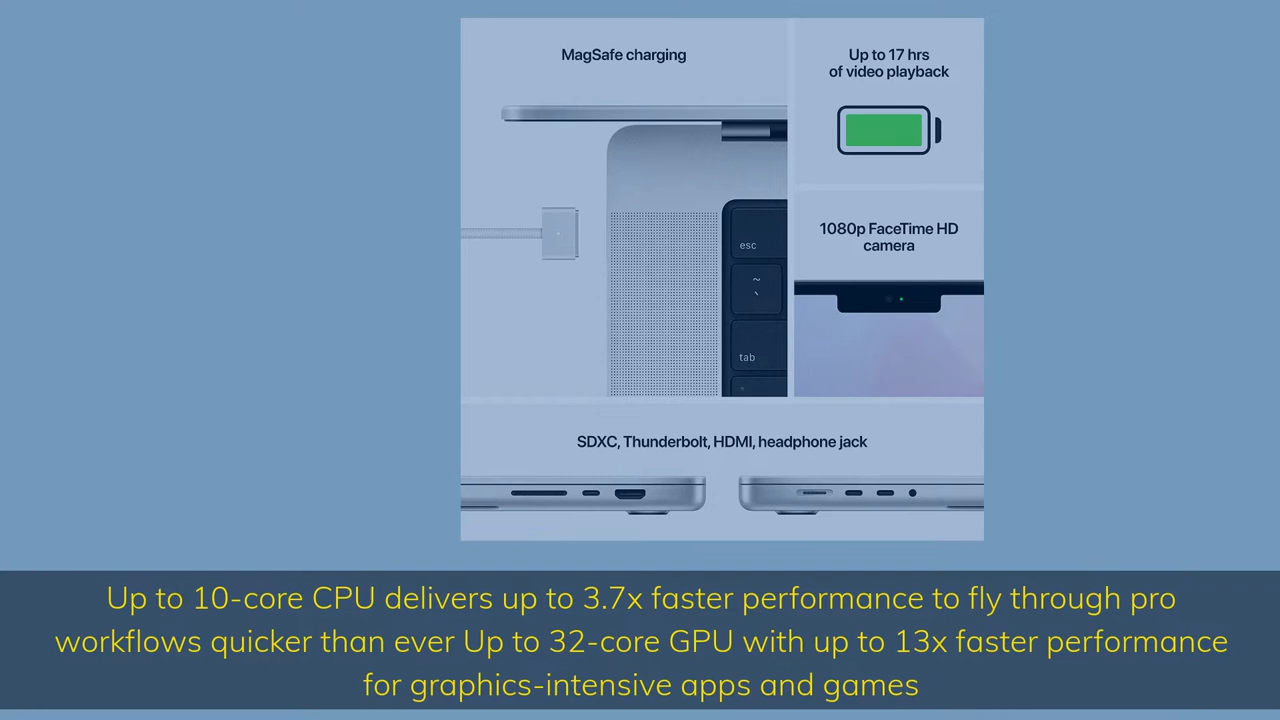 MagSafe charging
Up to 17 hrs
of video playback
esc
~
`
tab
1080p FaceTime HD
camera
SDXC, Thunderbolt, HDMI, headphone jack
Up to 10-core CPU delivers up to 3.7x faster performance to fly through pro
workflows quicker than ever Up to 32-core GPU with up to 13x faster performance
for graphics-intensive apps and games